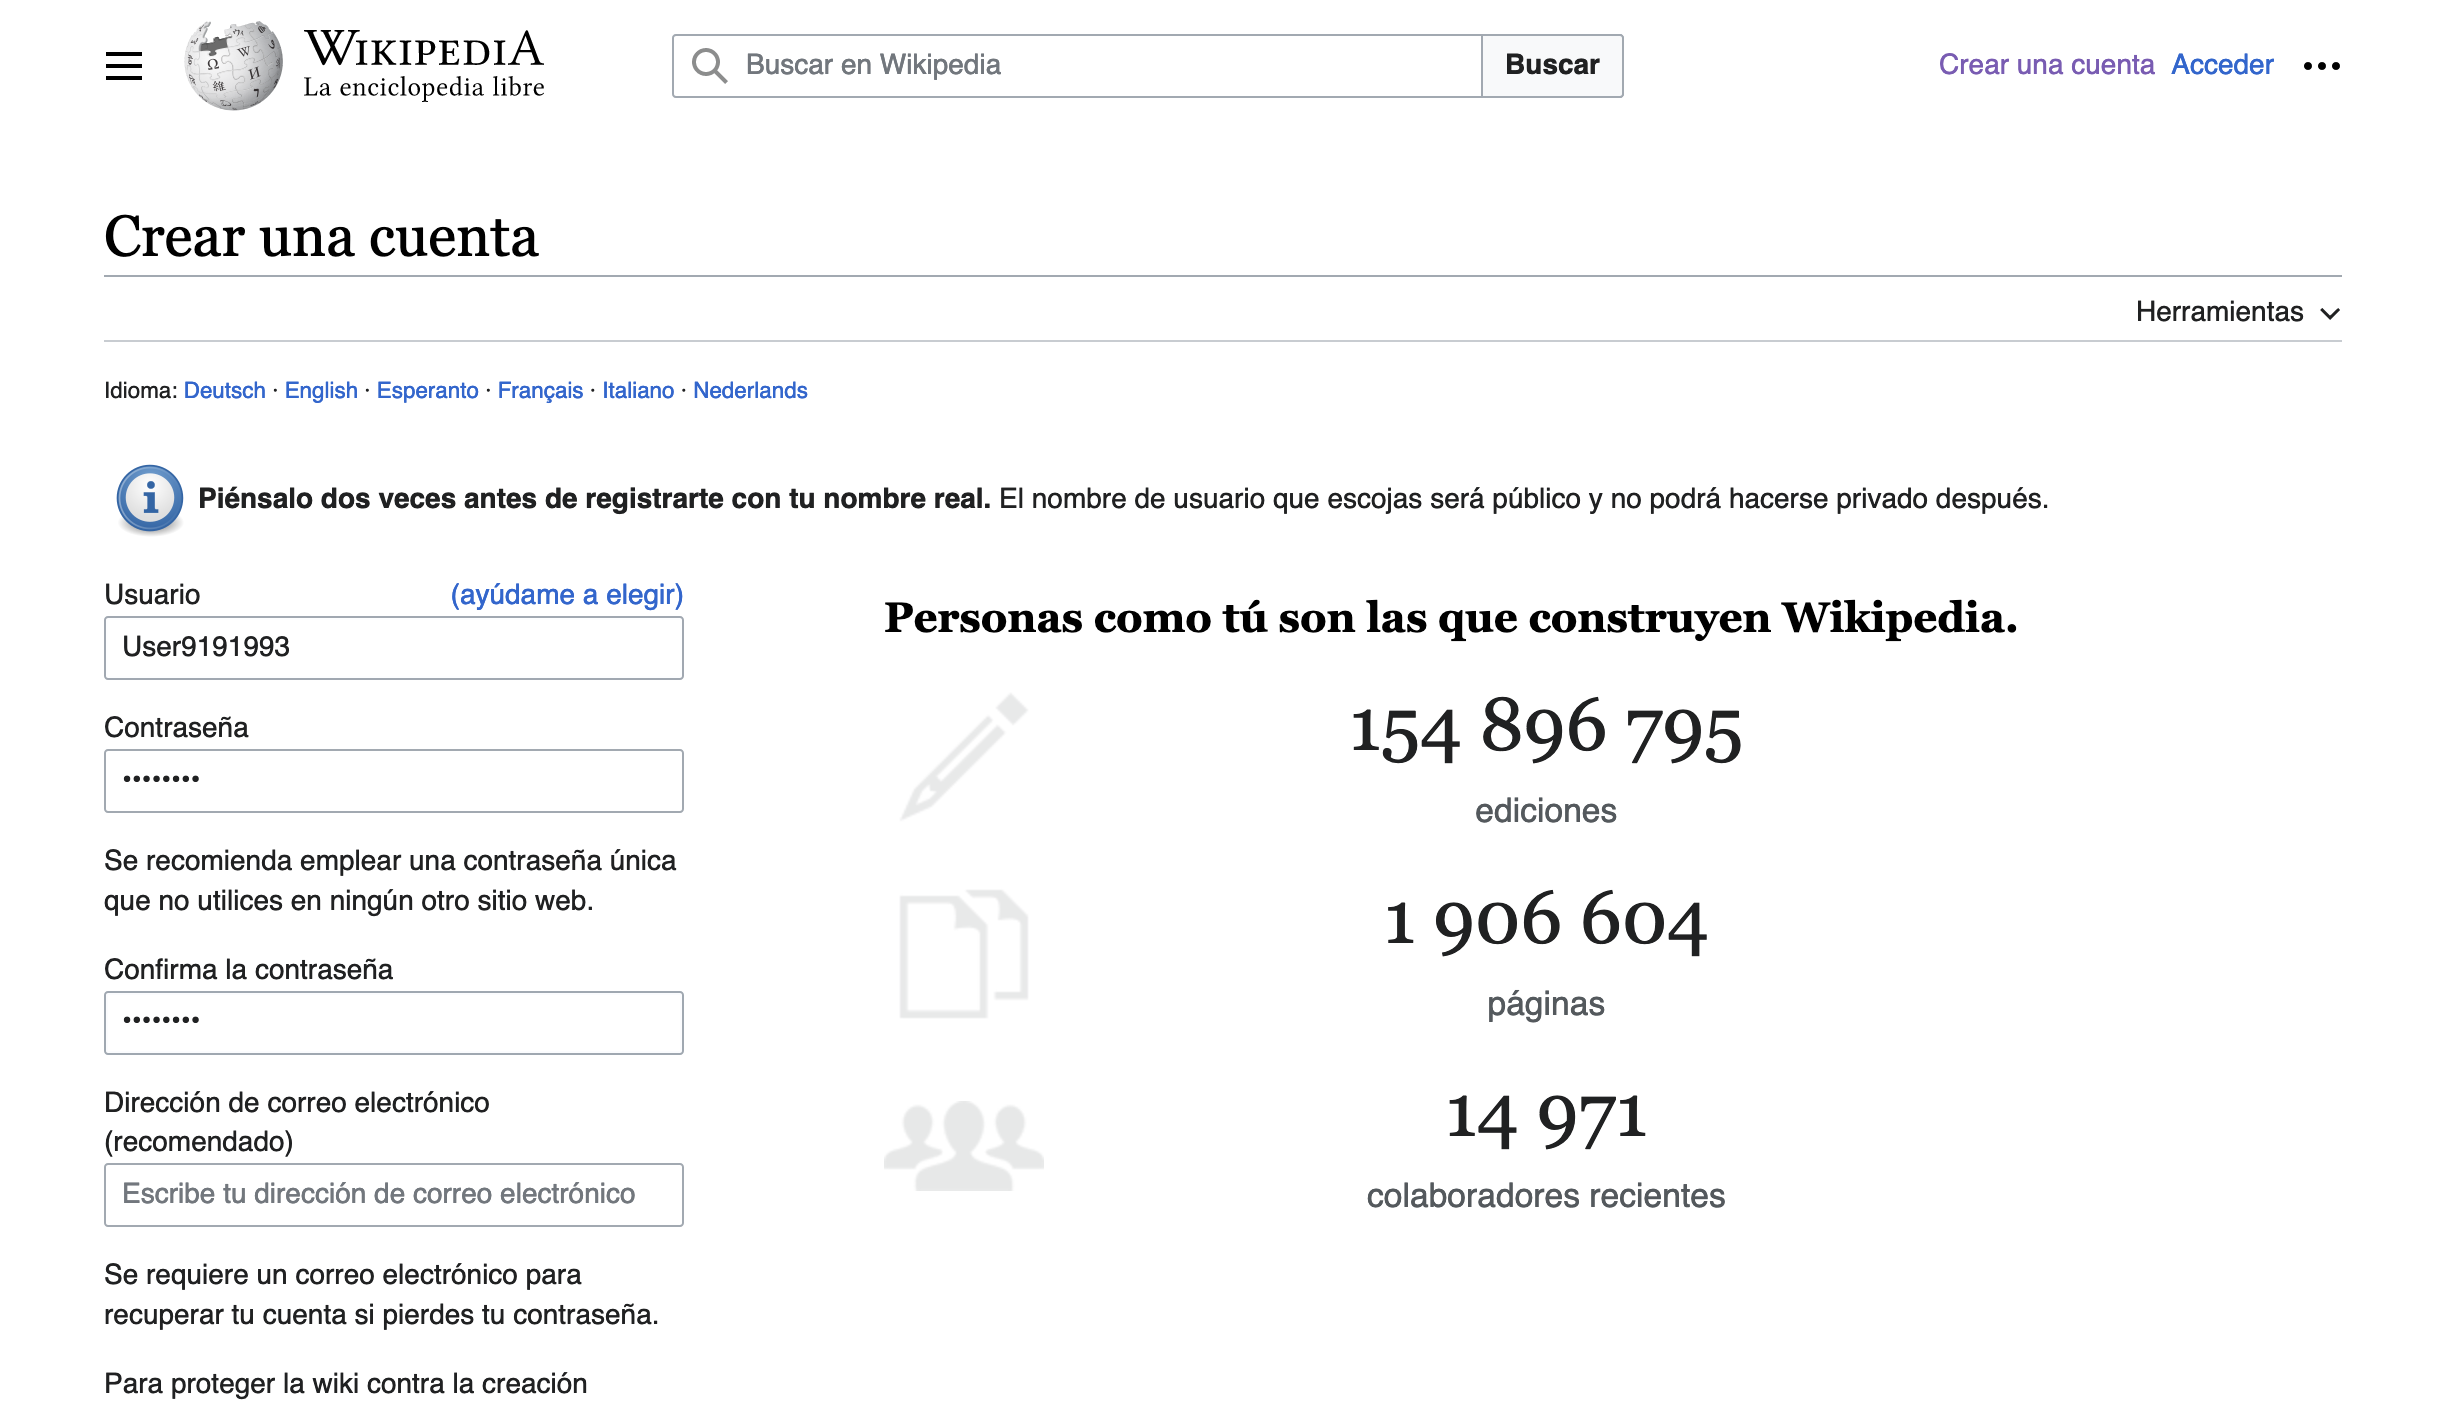 WIKIPEDIA
La enciclopedia libre
Buscar en Wikipedia
Buscar
Crear una cuenta Acceder
Crear una cuenta
Herramientas
Idioma: Deutsch · English · Esperanto · Français · Italiano · Nederlands
Piénsalo dos veces antes de registrarte con tu nombre real. El nombre de usuario que escojas será público y no podrá hacerse privado después.
Usuario (ayúdame a elegir)
User9191993
Contraseña
••••••••
Se recomienda emplear una contraseña única
que no utilices en ningún otro sitio web.
Confirma la contraseña
••••••••
Dirección de correo electrónico
(recomendado)
Escribe tu dirección de correo electrónico
Se requiere un correo electrónico para
recuperar tu cuenta si pierdes tu contraseña.
Para proteger la wiki contra la creación
Personas como tú son las que construyen Wikipedia.
154 896 795
ediciones
1 906 604
páginas
14 971
colaboradores recientes